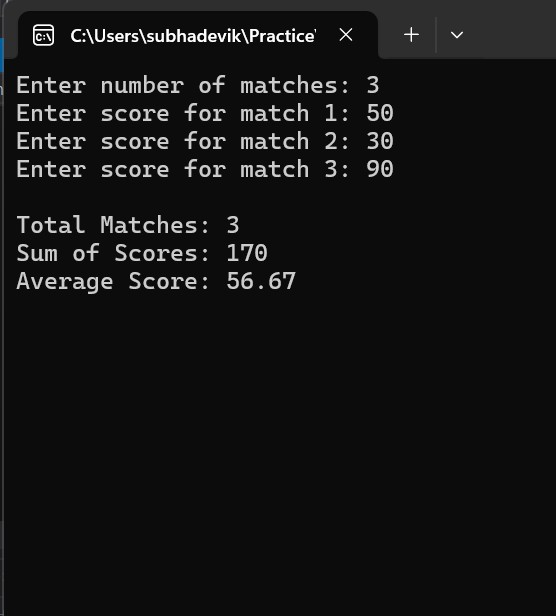 C:\Users\subhadevik\Practice
Enter number of matches: 3
Enter score for match 1: 50
Enter score for match 2: 30
Enter score for match 3: 90
Total Matches: 3
Sum of Scores: 170
Average Score: 56.67